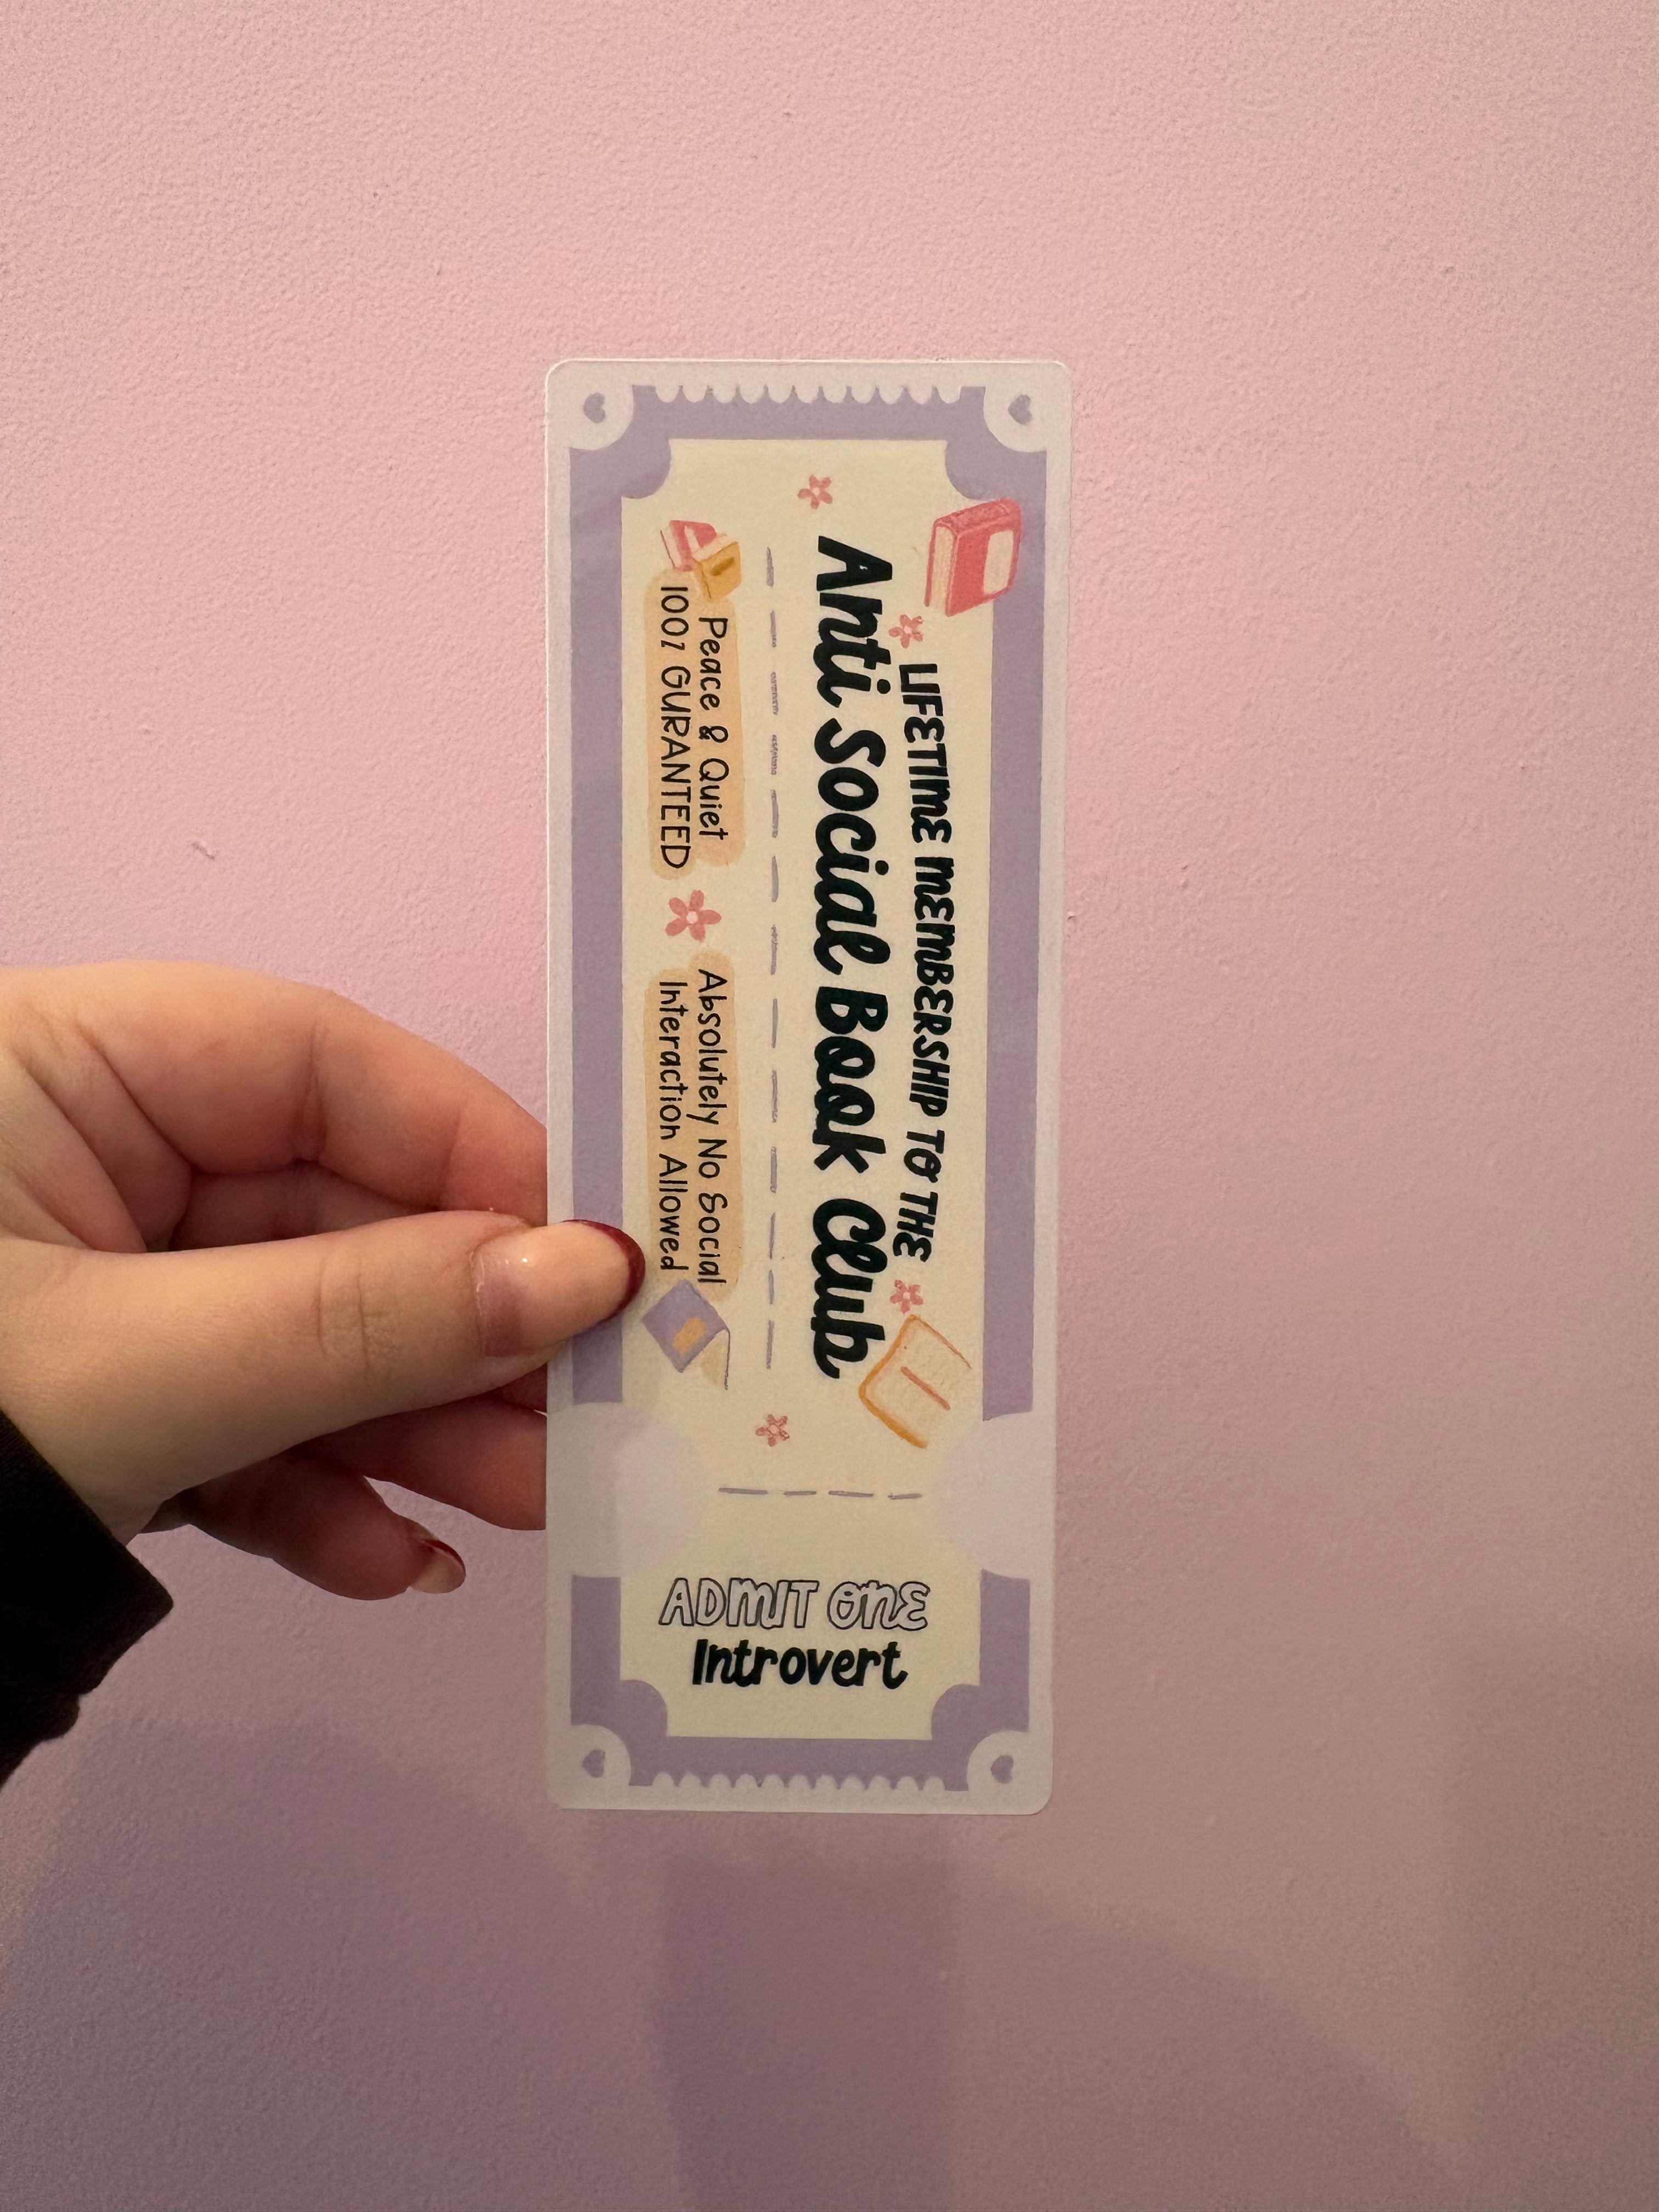 LIFETIME MEMBERSHIP TO THE
Anti Social Book Club
Peace & Quiet
100% GURANTEED
Absolutely No Social
Interaction Allowed
ADMIT ONE
Introvert